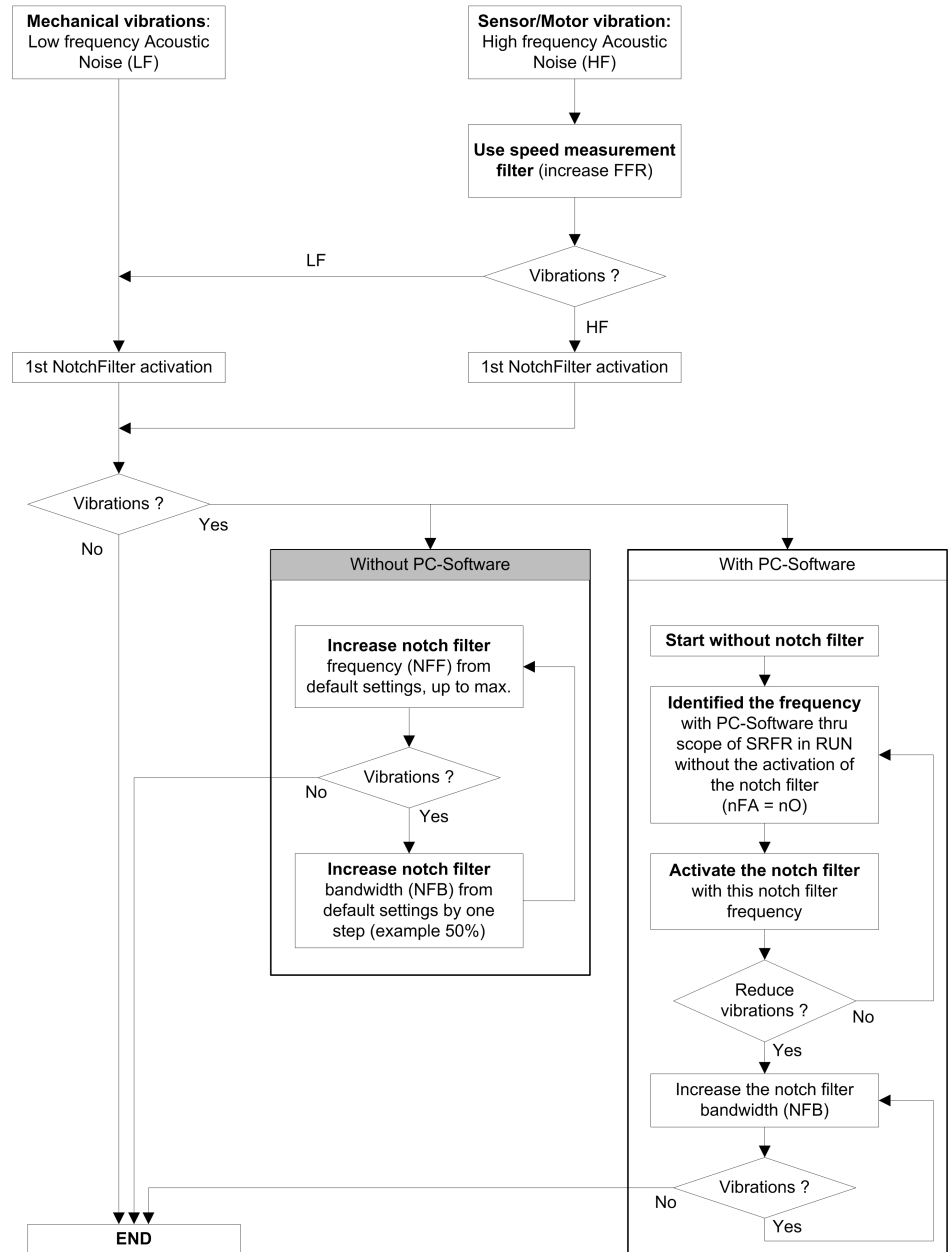 Mechanical vibrations:
Low frequency Acoustic
Noise (LF)
Sensor/Motor vibration:
High frequency Acoustic
Noise (HF)
Use speed measurement
filter (increase FFR)
LF
Vibrations ?
HF
1st NotchFilter activation
1st NotchFilter activation
Vibrations ?
Yes
No
Without PC-Software
Increase notch filter
frequency (NFF) from
default settings, up to max.
Vibrations ?
No
Yes
Increase notch filter
bandwidth (NFB) from
default settings by one
step (example 50%)
With PC-Software
Start without notch filter
Identified the frequency
with PC-Software thru
scope of SRFR in RUN
without the activation of
the notch filter
(nFA = nO)
Activate the notch filter
with this notch filter
frequency
Reduce
vibrations ?
No
Yes
Increase the notch filter
bandwidth (NFB)
Vibrations ?
No
Yes
END